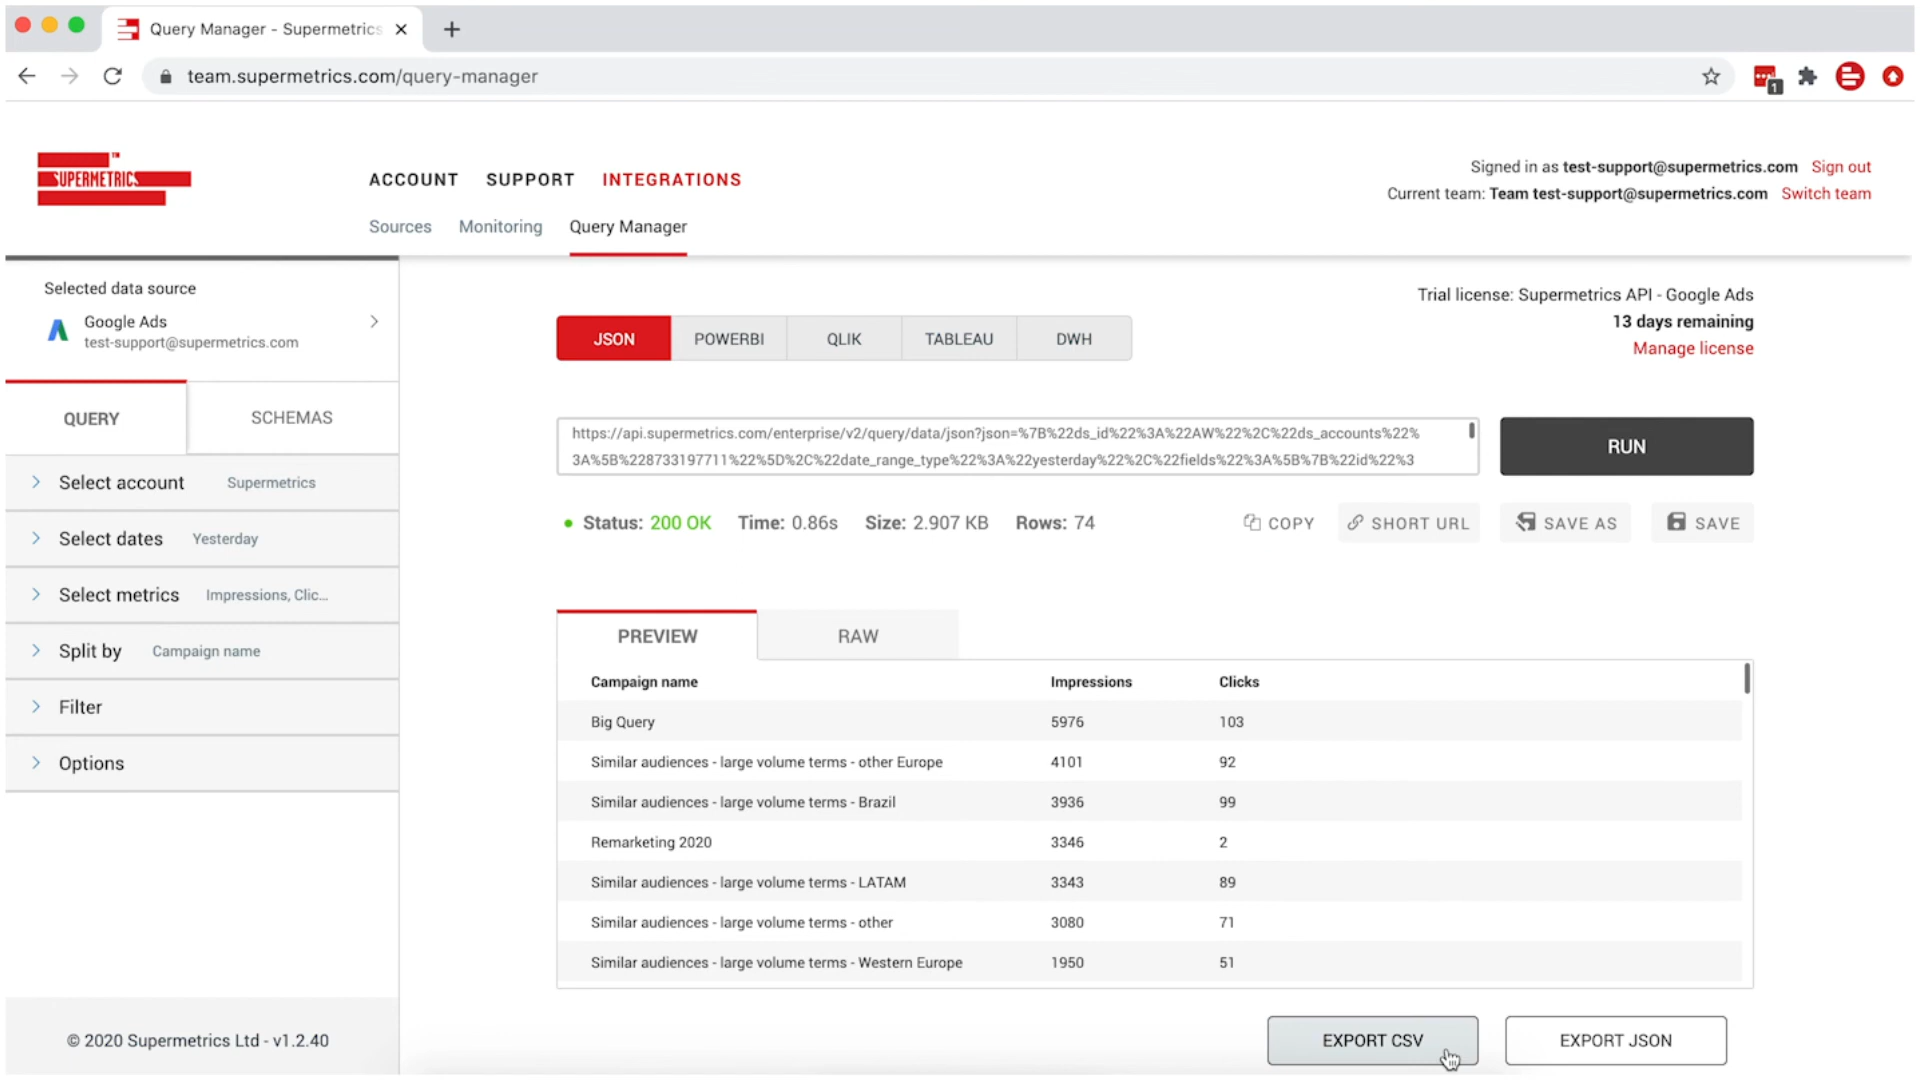 Query Manager - Supermetrics
team.supermetrics.com/query-manager
1
SUPERMETRICS
TM
ACCOUNT SUPPORT INTEGRATIONS
Signed in as test-support@supermetrics.com Sign out
Current team: Team test-support@supermetrics.com Switch team
Sources Monitoring Query Manager
Selected data source
Google Ads
test-support@supermetrics.com
Trial license: Supermetrics API - Google Ads
13 days remaining
Manage license
JSON POWERBI QLIK TABLEAU DWH
QUERY SCHEMAS
https://api.supermetrics.com/enterprise/v2/query/data/json?json=%7B%22ds_id%22%3A%22AW%22%2C%22ds_accounts%22%
3A%5B%228733197711%22%5D%2C%22date_range_type%22%3A%22yesterday%22%2C%22fields%22%3A%5B%7B%22id%22%3
RUN
Select account Supermetrics
Select dates Yesterday
Select metrics Impressions, Clic...
Split by Campaign name
Filter
Options
Status: 200 OK Time: 0.86s Size: 2.907 KB Rows: 74
COPY SHORT URL SAVE AS SAVE
PREVIEW RAW
Campaign name Impressions Clicks
Big Query 5976 103
Similar audiences - large volume terms - other Europe 4101 92
Similar audiences - large volume terms - Brazil 3936 99
Remarketing 2020 3346 2
Similar audiences - large volume terms - LATAM 3343 89
Similar audiences - large volume terms - other 3080 71
Similar audiences - large volume terms - Western Europe 1950 51
© 2020 Supermetrics Ltd - v1.2.40
EXPORT CSV EXPORT JSON